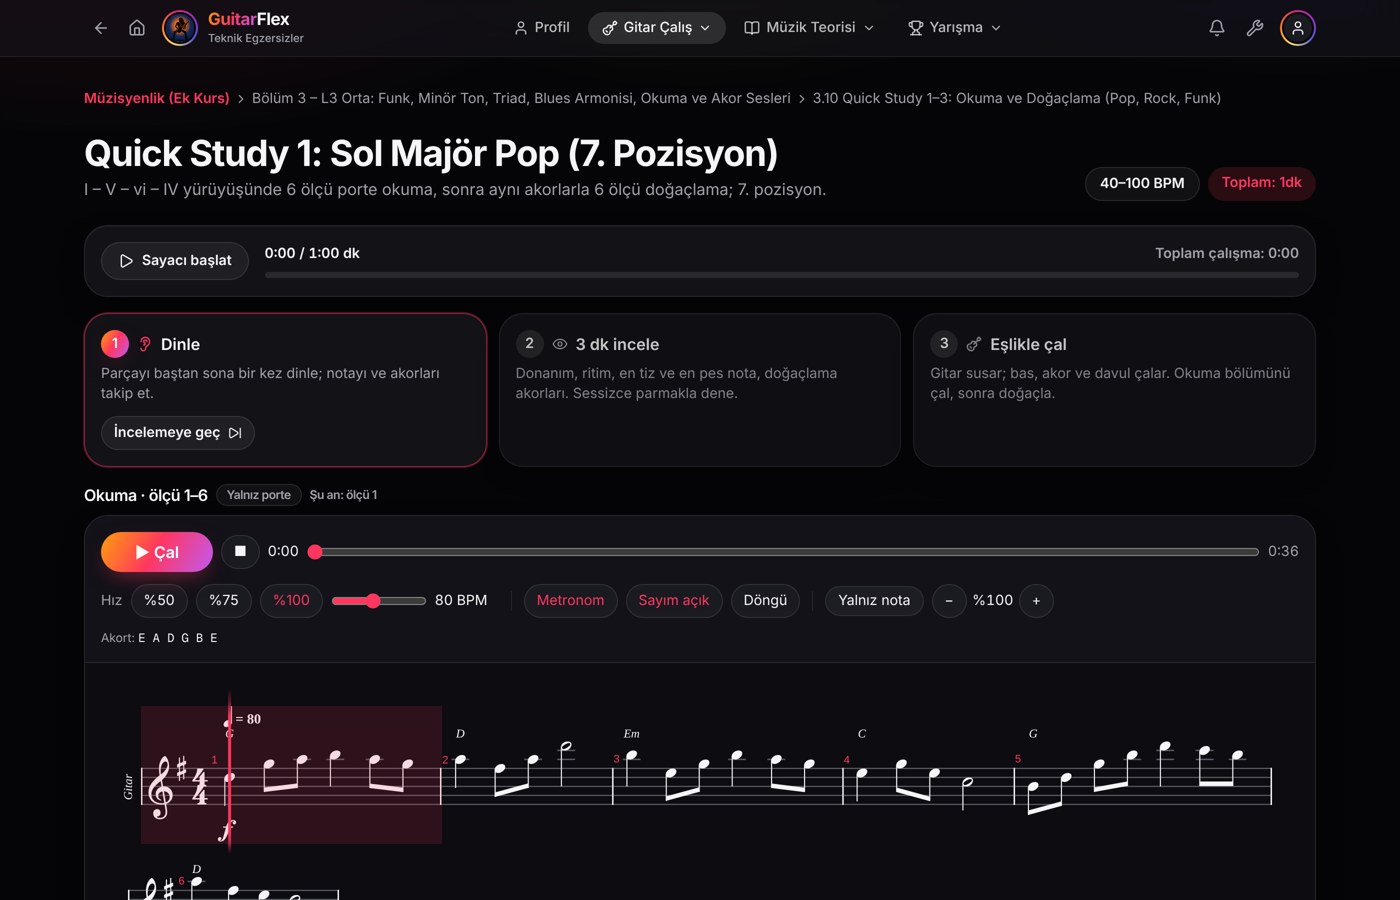 GuitarFlex
Teknik Egzersizler
Profil
Gitar Çalış
Müzik Teorisi
Yarışma
Müzisyenlik (Ek Kurs) > Bölüm 3 – L3 Orta: Funk, Minör Ton, Triad, Blues Armonisi, Okuma ve Akor Sesleri > 3.10 Quick Study 1–3: Okuma ve Doğaçlama (Pop, Rock, Funk)
Quick Study 1: Sol Majör Pop (7. Pozisyon)
I – V – vi – IV yürüyüşünde 6 ölçü porte okuma, sonra aynı akorlarla 6 ölçü doğaçlama; 7. pozisyon.
40–100 BPM
Toplam: 1dk
Sayacı başlat
0:00 / 1:00 dk
Toplam çalışma: 0:00
1 Dinle
Parçayı baştan sona bir kez dinle; notayı ve akorları
takip et.
İncelemeye geç
2 3 dk incele
Donanım, ritim, en tiz ve en pes nota, doğaçlama
akorları. Sessizce parmakla dene.
3 Eşlikle çal
Gitar susar; bas, akor ve davul çalar. Okuma bölümünü
çal, sonra doğaçla.
Okuma · ölçü 1–6
Yalnız porte
Şu an: ölçü 1
Çal
0:00
0:36
Hız
%50
%75
%100
80 BPM
Metronom
Sayım açık
Döngü
Yalnız nota
–
%100
+
Akort: E A D G B E
= 80
G
D
Em
C
G
1
2
3
4
5
Gitar
4
4
f
D
6